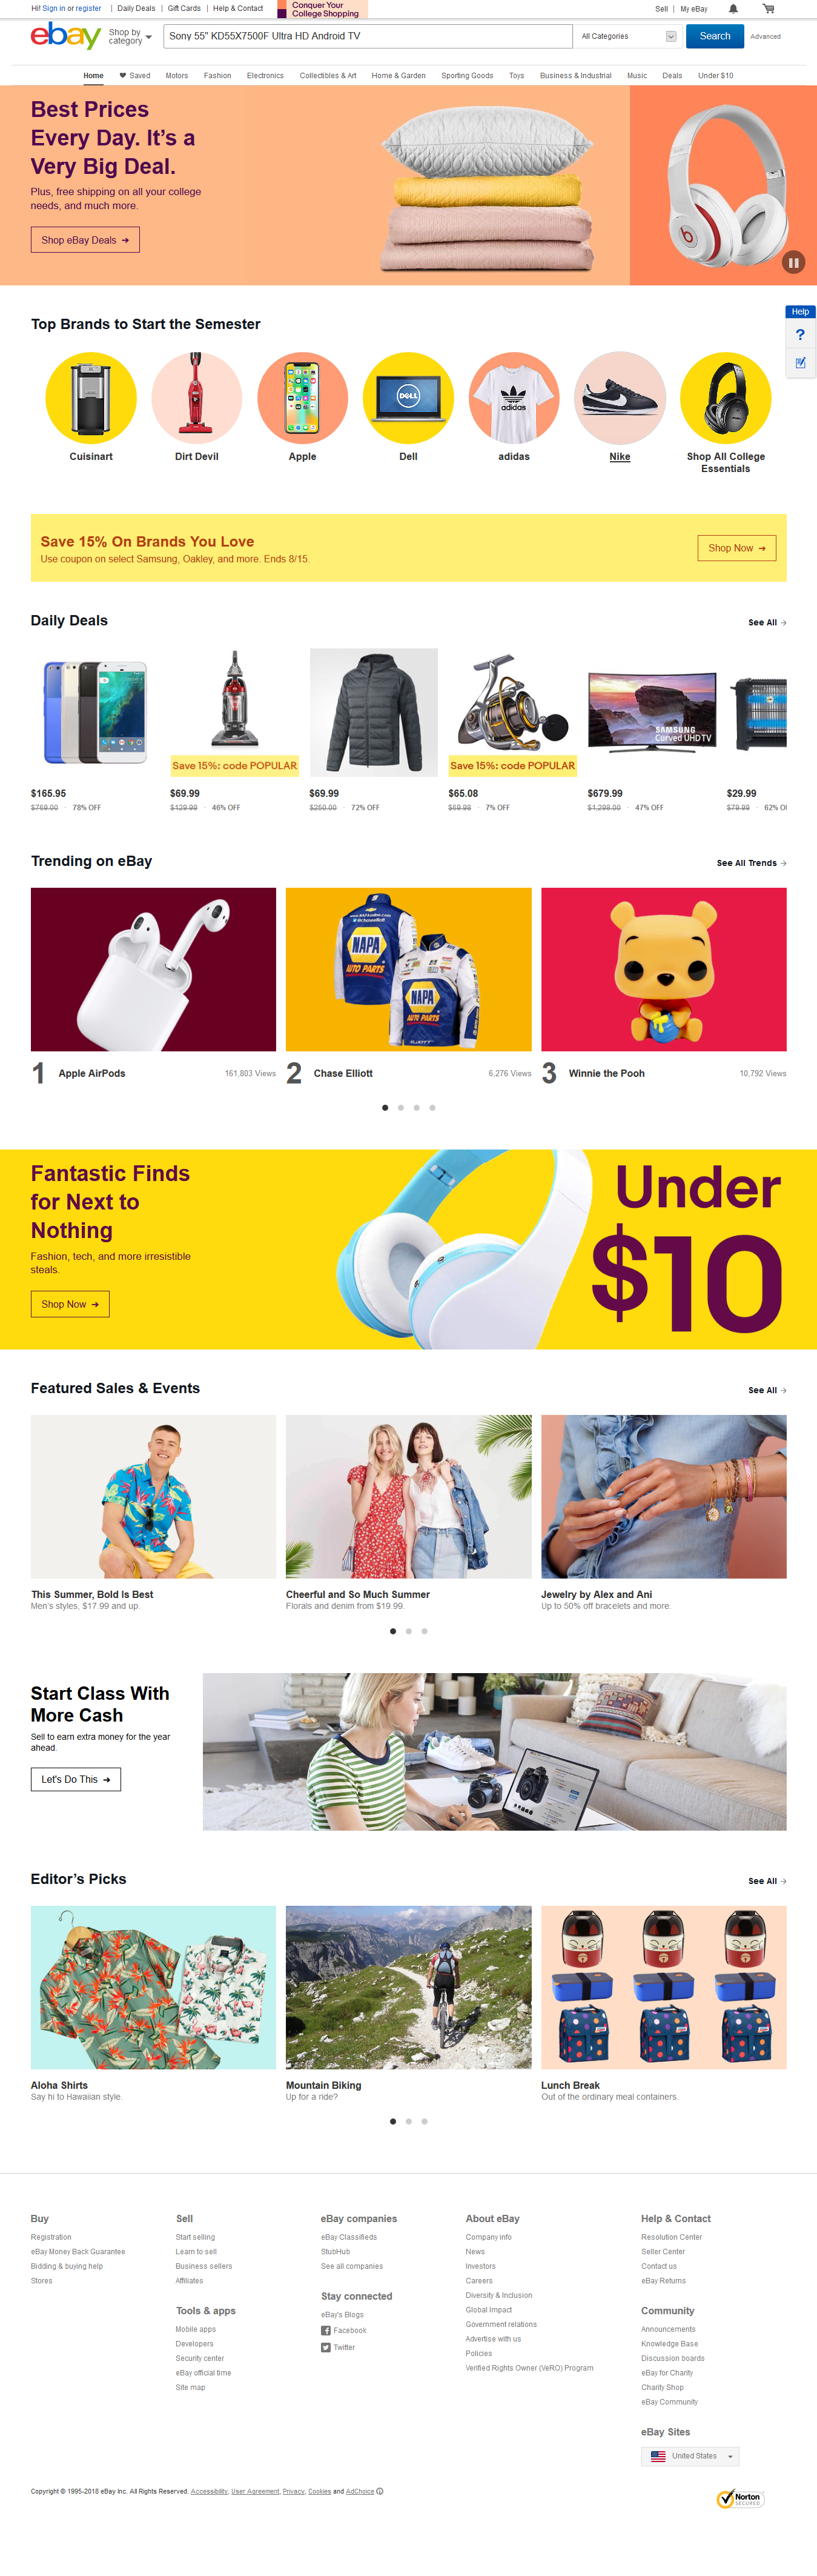 Hi! Sign in or register | Daily Deals | Gift Cards | Help & Contact
Conquer Your
College Shopping
Sell | My eBay
ebay
Shop by
category
Sony 55" KD55X7500F Ultra HD Android TV
All Categories
Search
Advanced
Home Saved Motors Fashion Electronics Collectibles & Art Home & Garden Sporting Goods Toys Business & Industrial Music Deals Under $10
Best Prices
Every Day. It's a
Very Big Deal.
Plus, free shipping on all your college
needs, and much more.
Shop eBay Deals
Help
?
Top Brands to Start the Semester
DELL
adidas
Cuisinart
Dirt Devil
Apple
Dell
adidas
Nike
Shop All College
Essentials
Save 15% On Brands You Love
Use coupon on select Samsung, Oakley, and more. Ends 8/15.
Shop Now
Daily Deals
See All
SAMSUNG
Curved UHD TV
Save 15%: code POPULAR
Save 15%: code POPULAR
$165.95
$769.00 · 78% OFF
$69.99
$129.99 · 46% OFF
$69.99
$250.00 · 72% OFF
$65.08
$69.98 · 7% OFF
$679.99
$1,298.00 · 47% OFF
$29.99
$79.99 · 62% O
Trending on eBay
See All Trends
NAPA
AUTO PARTS
NAPA
AUTO PARTS
1 Apple AirPods 161,803 Views
2 Chase Elliott 6,276 Views
3 Winnie the Pooh 10,792 Views
Fantastic Finds
for Next to
Nothing
Fashion, tech, and more irresistible
steals.
Shop Now
Under
$10
Featured Sales & Events
See All
This Summer, Bold Is Best
Men's styles, $17.99 and up.
Cheerful and So Much Summer
Florals and denim from $19.99.
Jewelry by Alex and Ani
Up to 50% off bracelets and more.
Start Class With
More Cash
Sell to earn extra money for the year
ahead.
Let's Do This
Editor's Picks
See All
Aloha Shirts
Say hi to Hawaiian style.
Mountain Biking
Up for a ride?
Lunch Break
Out of the ordinary meal containers.
Buy
Registration
eBay Money Back Guarantee
Bidding & buying help
Stores
Sell
Start selling
Learn to sell
Business sellers
Affiliates
Tools & apps
Mobile apps
Developers
Security center
eBay official time
Site map
eBay companies
eBay Classifieds
StubHub
See all companies
Stay connected
eBay's Blogs
Facebook
Twitter
About eBay
Company info
News
Investors
Careers
Diversity & Inclusion
Global Impact
Government relations
Advertise with us
Policies
Verified Rights Owner (VeRO) Program
Help & Contact
Resolution Center
Seller Center
Contact us
eBay Returns
Community
Announcements
Knowledge Base
Discussion boards
eBay for Charity
Charity Shop
eBay Community
eBay Sites
United States
Copyright © 1995-2018 eBay Inc. All Rights Reserved. Accessibility, User Agreement, Privacy, Cookies and AdChoice
Norton
SECURED